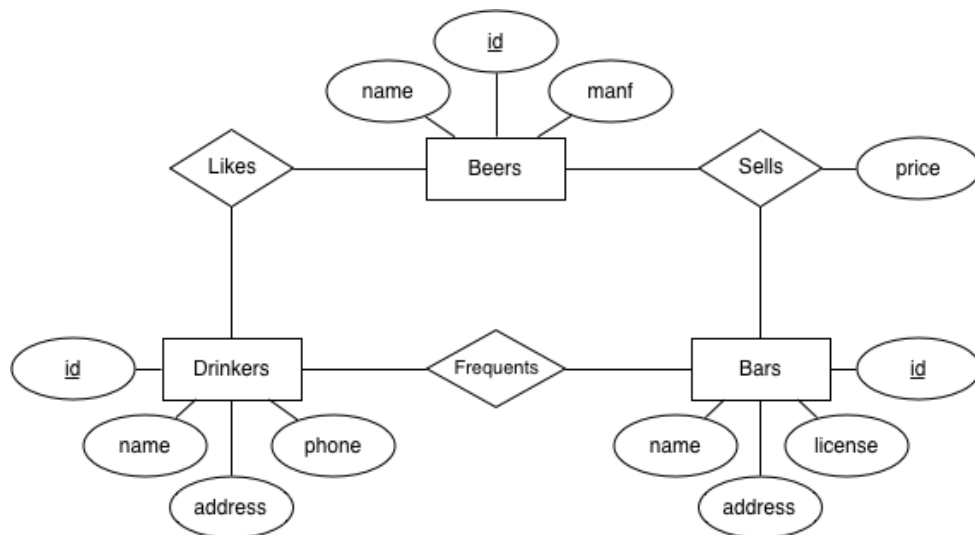 id
name
manf
Likes
Beers
Sells
price
id
Drinkers
Frequents
Bars
id
name
phone
name
license
address
address